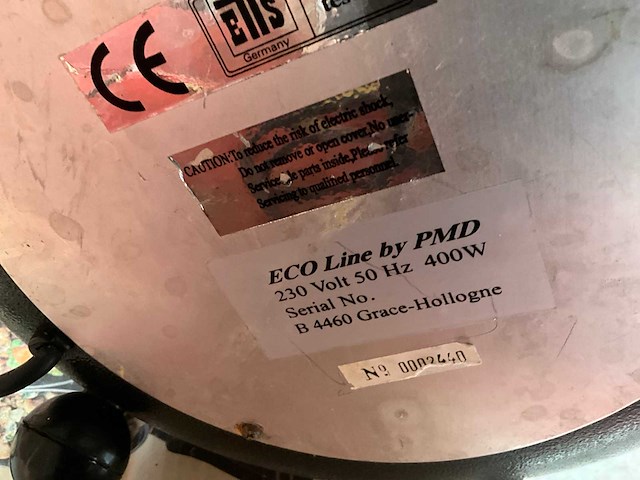 CE
ETS
Germany
CAUTION:To reduce the risk of electric shock,
Do not remove or open cover.No user
parts inside,Please refer
Servicing to qualified personnel.
ECO Line by PMD
230 Volt 50 Hz 400W
Serial No.
B 4460 Grace-Hollogne
Nº 0002440